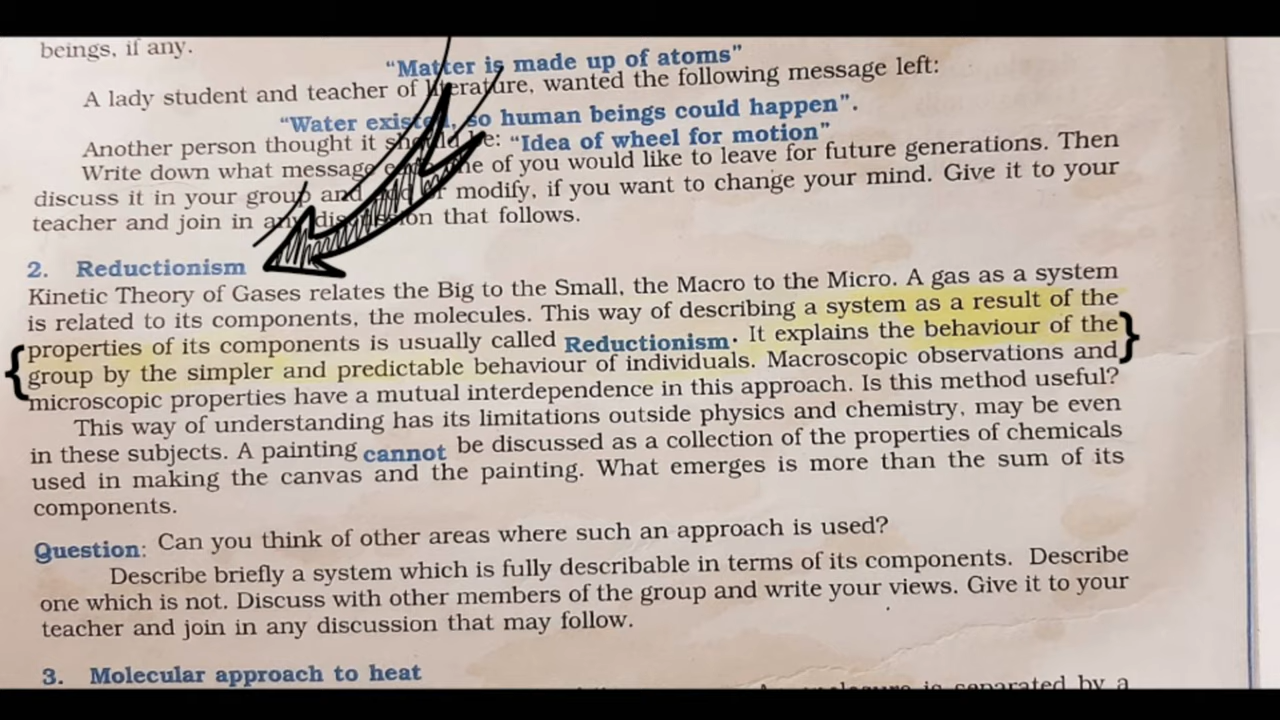 beings, if any.
“Matter is made up of atoms”
A lady student and teacher of literature, wanted the following message left:
“Water existed, so human beings could happen”.
Another person thought it should be: “Idea of wheel for motion”
Write down what message of you would like to leave for future generations. Then
discuss it in your group and modify, if you want to change your mind. Give it to your
teacher and join in any discussion that follows.
2. Reductionism
Kinetic Theory of Gases relates the Big to the Small, the Macro to the Micro. A gas as a system
is related to its components, the molecules. This way of describing a system as a result of the
properties of its components is usually called Reductionism. It explains the behaviour of the
group by the simpler and predictable behaviour of individuals. Macroscopic observations and
microscopic properties have a mutual interdependence in this approach. Is this method useful?
This way of understanding has its limitations outside physics and chemistry, may be even
in these subjects. A painting cannot be discussed as a collection of the properties of chemicals
used in making the canvas and the painting. What emerges is more than the sum of its
components.
Question: Can you think of other areas where such an approach is used?
Describe briefly a system which is fully describable in terms of its components. Describe
one which is not. Discuss with other members of the group and write your views. Give it to your
teacher and join in any discussion that may follow.
3. Molecular approach to heat
is separated by a